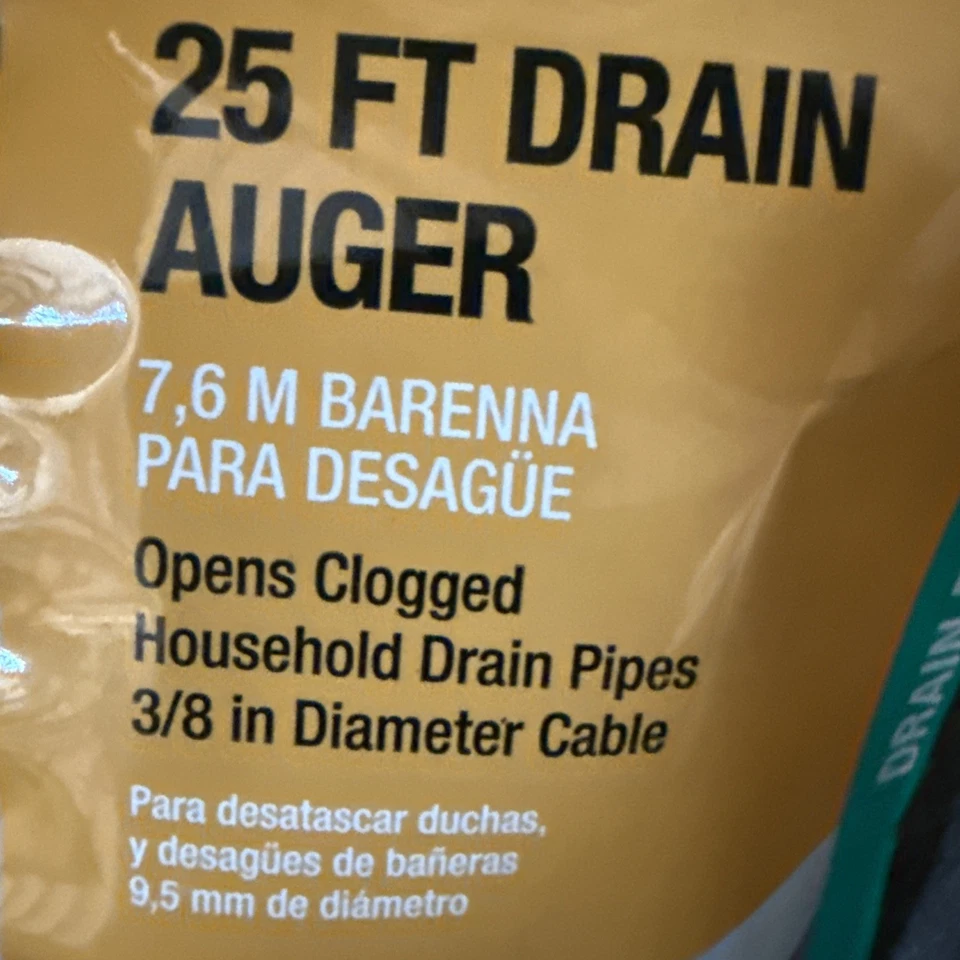 25 FT DRAIN
AUGER
7,6 M BARENNA
PARA DESAGÜE
Opens Clogged
Household Drain Pipes
3/8 in Diameter Cable
Para desatascar duchas,
y desagües de bañeras
9,5 mm de diámetro
DRAIN